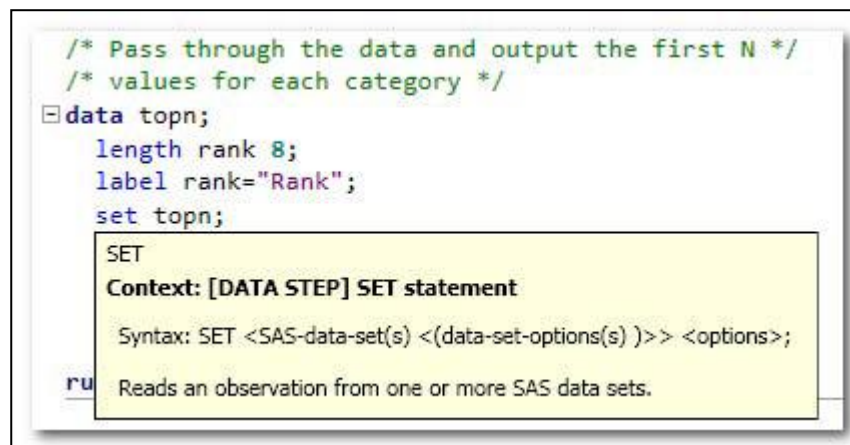 /* Pass through the data and output the first N */
/* values for each category */
data topn;
length rank 8;
label rank="Rank";
set topn;
SET
Context: [DATA STEP] SET statement
Syntax: SET <SAS-data-set(s) <(data-set-options(s) )>> <options>;
ru
Reads an observation from one or more SAS data sets.